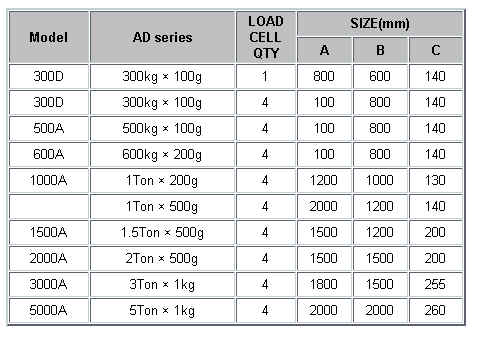 Model AD series LOAD CELL QTY SIZE(mm)
A B C
300D 300kg × 100g 1 800 600 140
300D 300kg × 100g 4 100 800 140
500A 500kg × 100g 4 100 800 140
600A 600kg × 200g 4 100 800 140
1000A 1Ton × 200g 4 1200 1000 130
1Ton × 500g 4 2000 1200 140
1500A 1.5Ton × 500g 4 1500 1200 200
2000A 2Ton × 500g 4 1500 1500 200
3000A 3Ton × 1kg 4 1800 1500 255
5000A 5Ton × 1kg 4 2000 2000 260